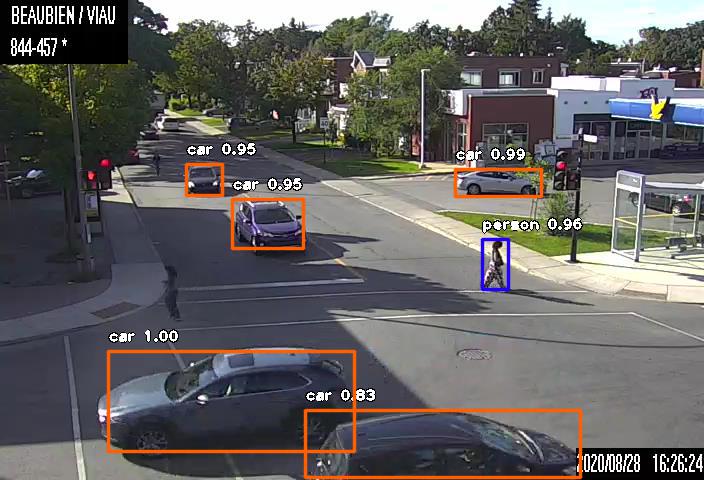 BEAUBIEN / VIAU
844-457 *
car 0.95
car 0.95
car 0.99
person 0.96
car 1.00
car 0.83
2020/08/28 16:26:24